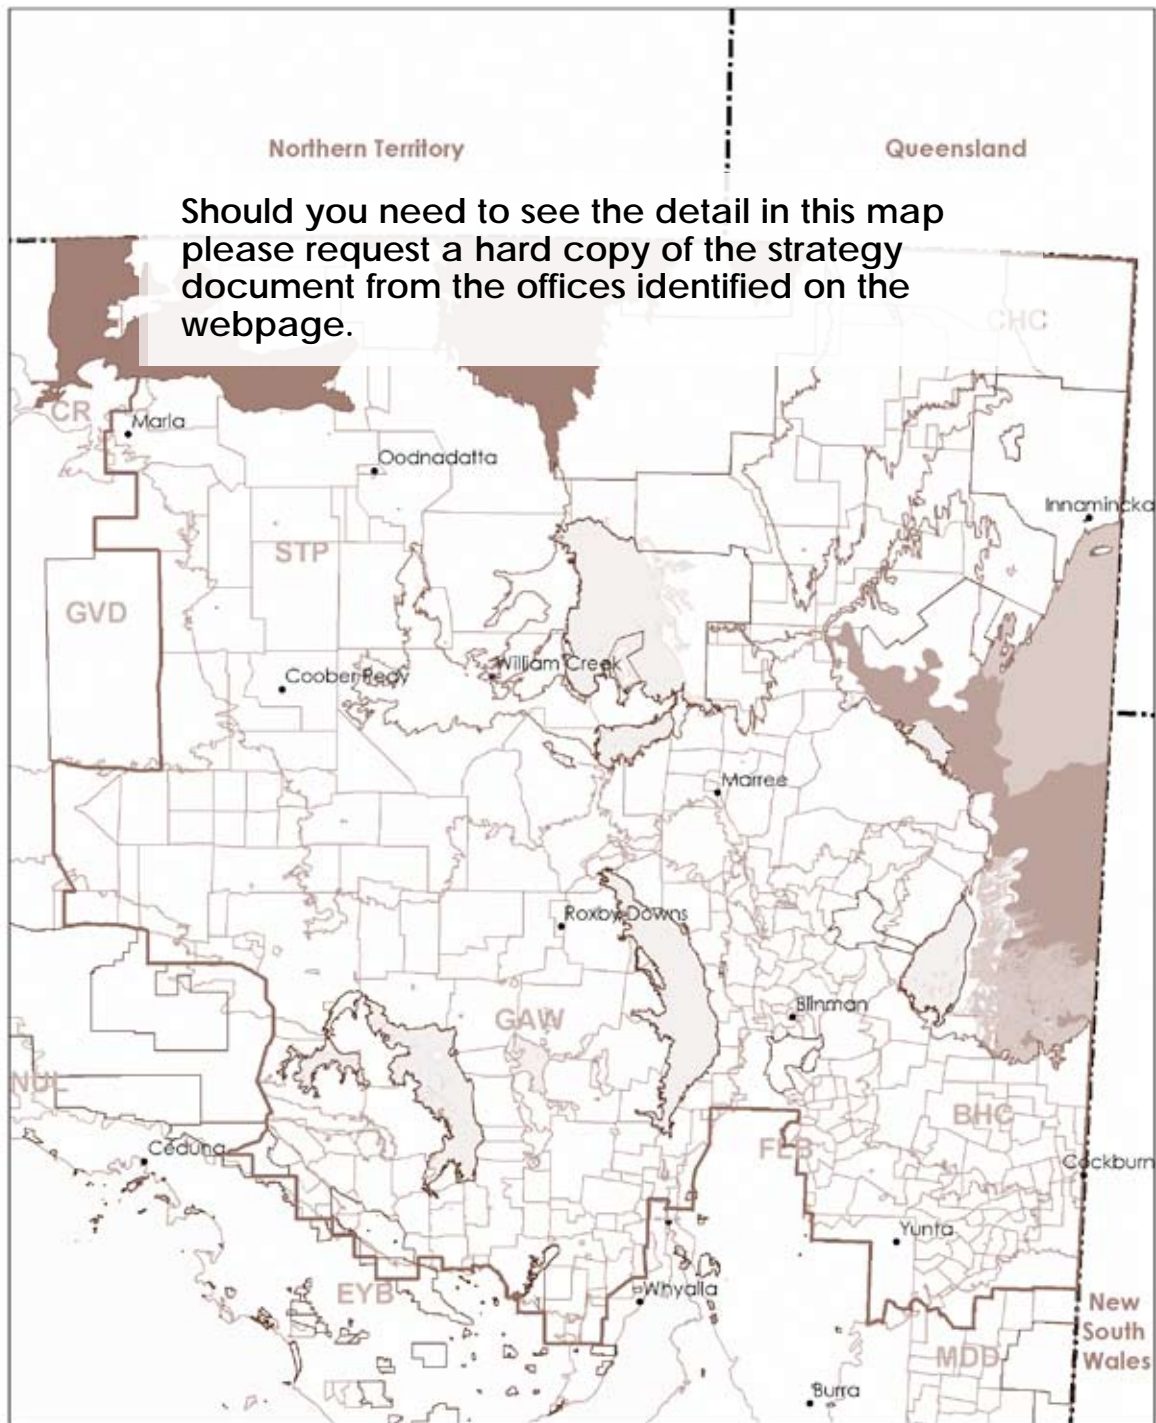 Northern Territory
Queensland
Should you need to see the detail in this map
please request a hard copy of the strategy
document from the offices identified on the
webpage.
CHC
CR
Marla
Oodnadatta
Innamincka
STP
GVD
William Creek
Coober Pedy
Marree
Roxby Downs
Blinman
GAW
NUL
BHC
Ceduna
FLB
Cockburn
Yunta
Whyalla
EYB
New
South
Wales
MDD
Burra